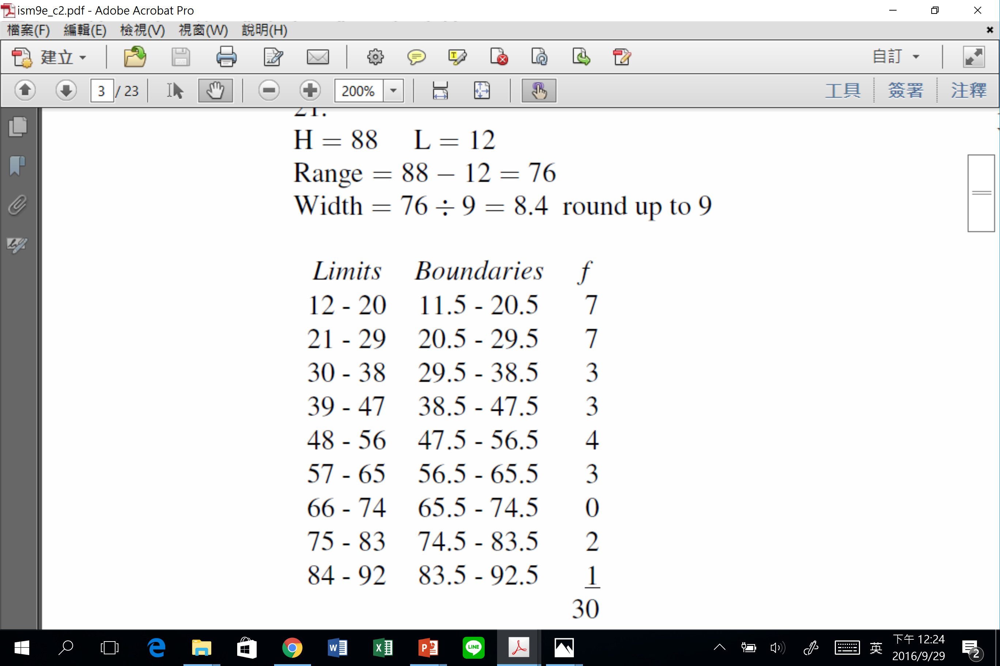 ism9e_c2.pdf - Adobe Acrobat Pro
檔案(F) 編輯(E) 檢視(V) 視窗(W) 說明(H)
建立 自訂
3 / 23 200% 工具 簽署 注釋
21.
H = 88 L = 12
Range = 88 − 12 = 76
Width = 76 ÷ 9 = 8.4 round up to 9
Limits Boundaries f
12 - 20 11.5 - 20.5 7
21 - 29 20.5 - 29.5 7
30 - 38 29.5 - 38.5 3
39 - 47 38.5 - 47.5 3
48 - 56 47.5 - 56.5 4
57 - 65 56.5 - 65.5 3
66 - 74 65.5 - 74.5 0
75 - 83 74.5 - 83.5 2
84 - 92 83.5 - 92.5 1
30
LINE
英
下午 12:24
2016/9/29
2